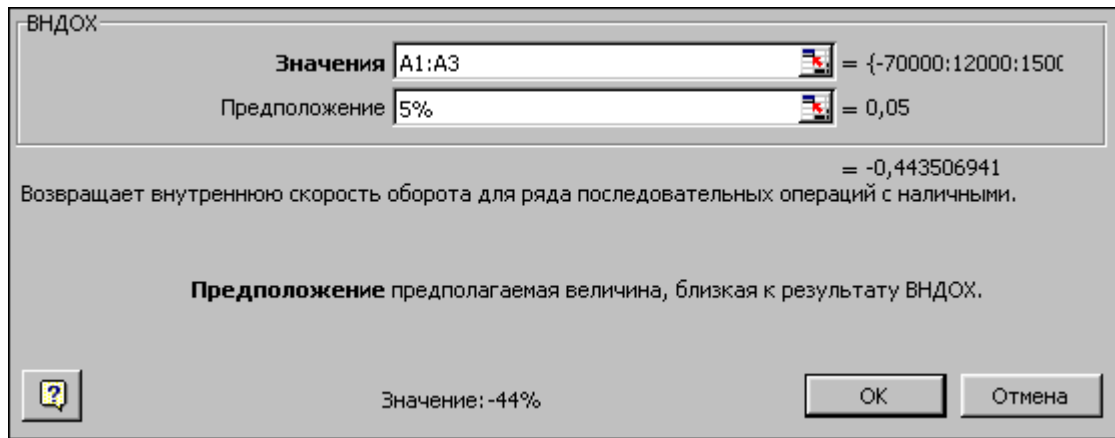 ВНДОХ
Значения A1:A3 = {-70000:12000:1500
Предположение 5% = 0,05
= -0,443506941
Возвращает внутреннюю скорость оборота для ряда последовательных операций с наличными.
Предположение предполагаемая величина, близкая к результату ВНДОХ.
? Значение:-44% OK Отмена